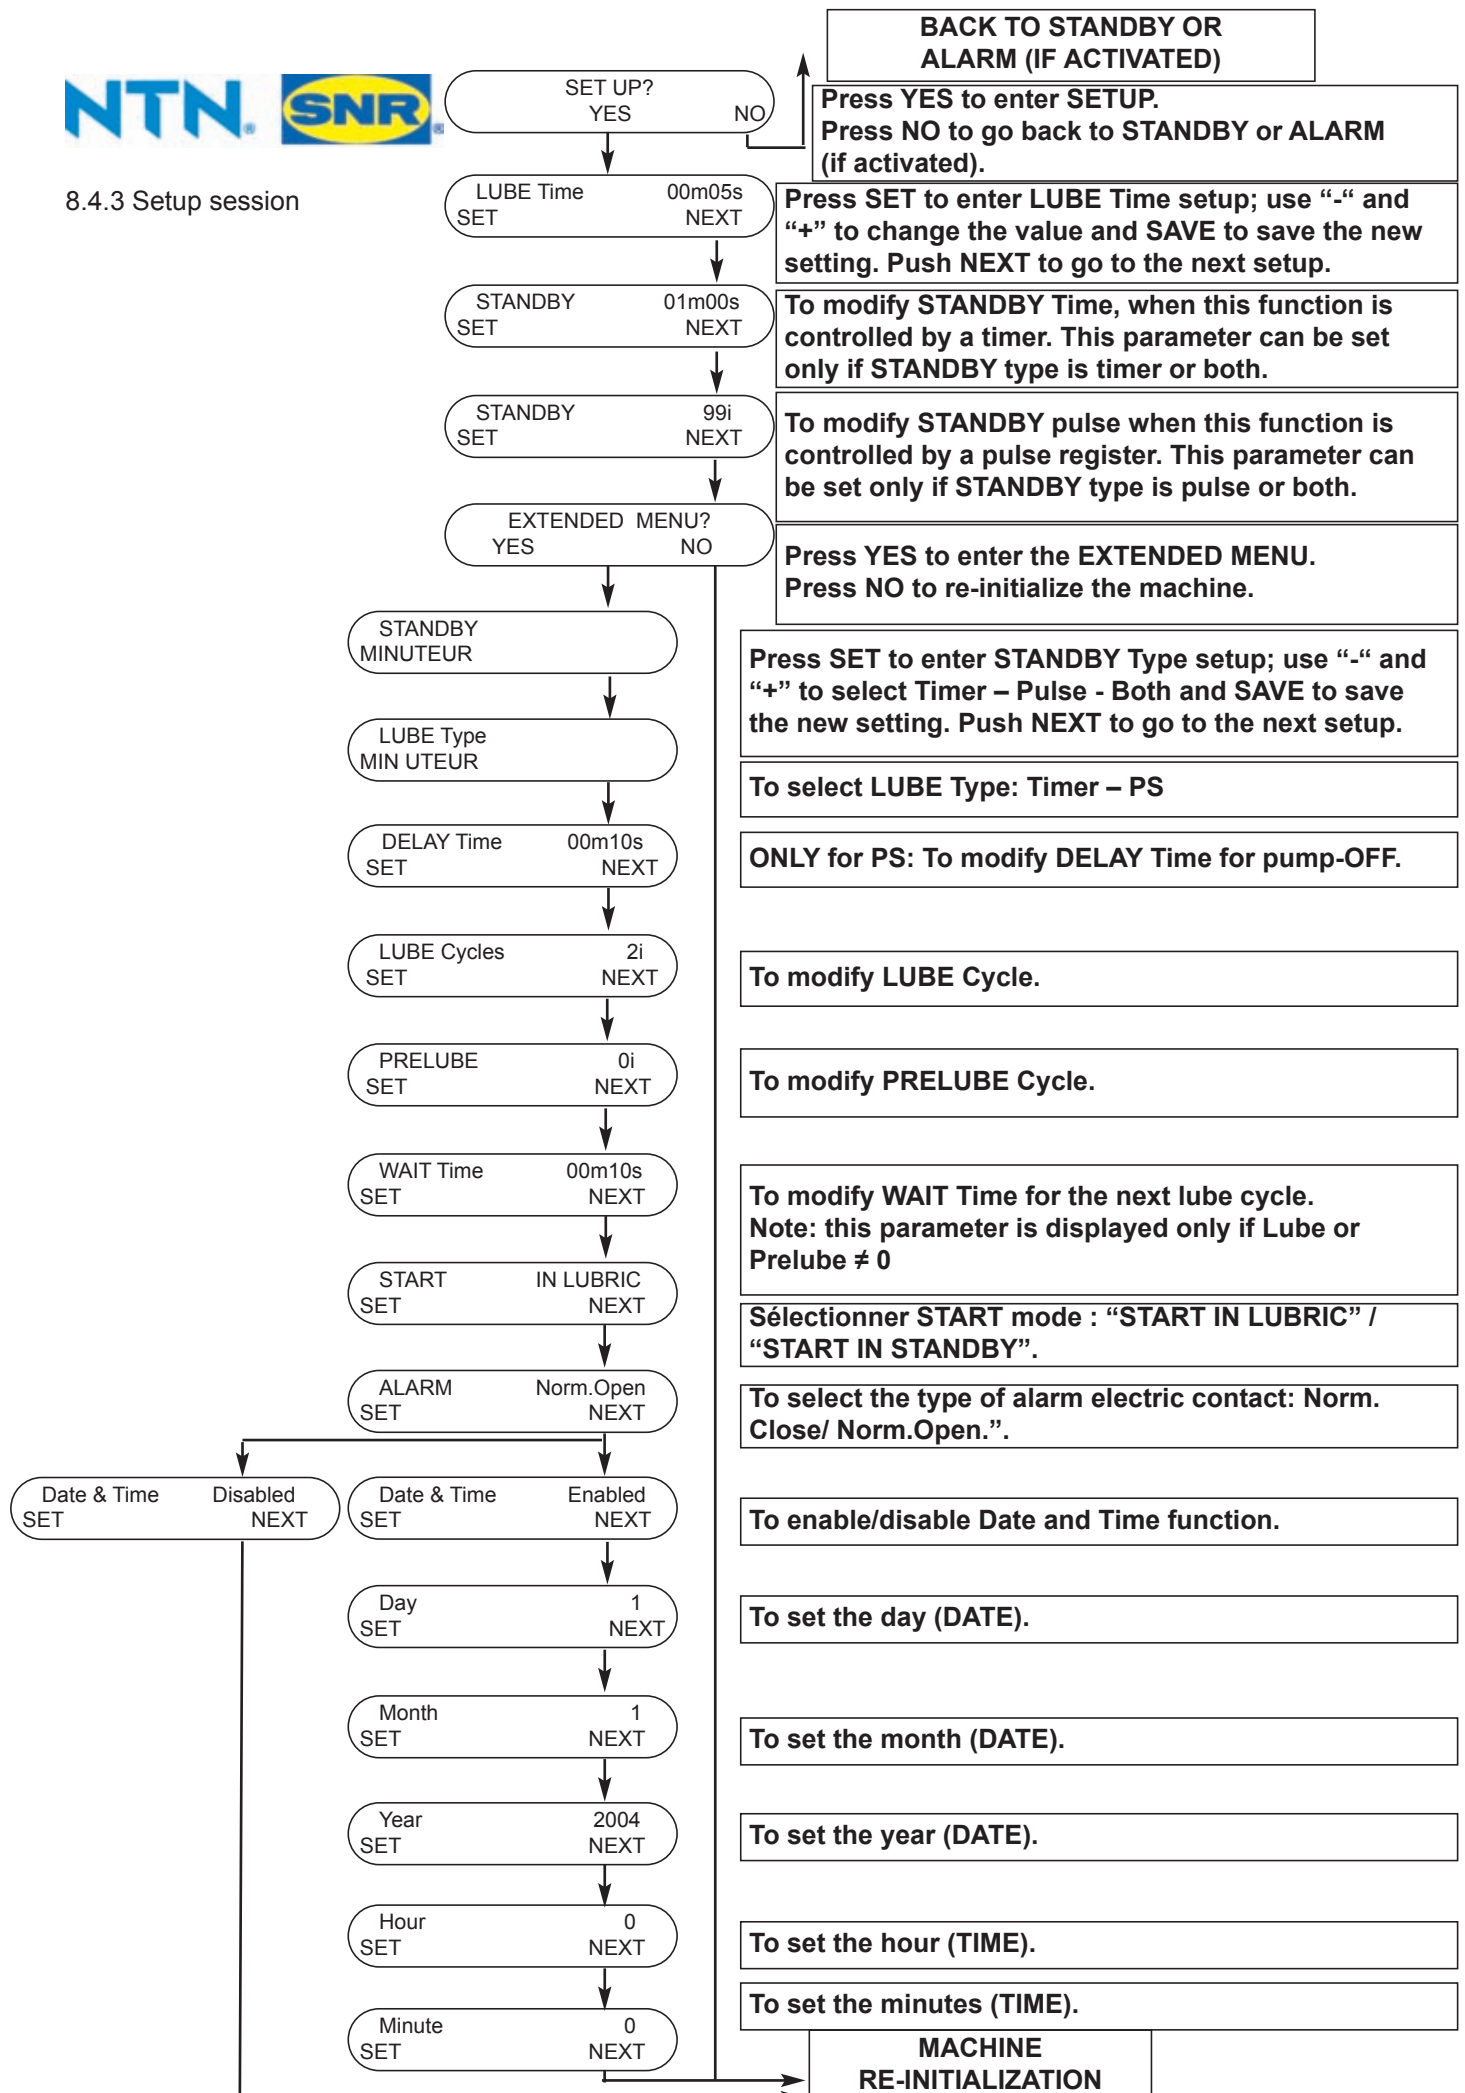 BACK TO STANDBY OR
ALARM (IF ACTIVATED)
NTN® SNR®
SET UP?
YES NO
Press YES to enter SETUP.
Press NO to go back to STANDBY or ALARM
(if activated).
8.4.3 Setup session
LUBE Time 00m05s
SET NEXT
Press SET to enter LUBE Time setup; use “-“ and
“+” to change the value and SAVE to save the new
setting. Push NEXT to go to the next setup.
STANDBY 01m00s
SET NEXT
To modify STANDBY Time, when this function is
controlled by a timer. This parameter can be set
only if STANDBY type is timer or both.
STANDBY 99i
SET NEXT
To modify STANDBY pulse when this function is
controlled by a pulse register. This parameter can
be set only if STANDBY type is pulse or both.
EXTENDED MENU?
YES NO
Press YES to enter the EXTENDED MENU.
Press NO to re-initialize the machine.
STANDBY
MINUTEUR
Press SET to enter STANDBY Type setup; use “-“ and
“+” to select Timer – Pulse - Both and SAVE to save
the new setting. Push NEXT to go to the next setup.
LUBE Type
MIN UTEUR
To select LUBE Type: Timer – PS
DELAY Time 00m10s
SET NEXT
ONLY for PS: To modify DELAY Time for pump-OFF.
LUBE Cycles 2i
SET NEXT
To modify LUBE Cycle.
PRELUBE 0i
SET NEXT
To modify PRELUBE Cycle.
WAIT Time 00m10s
SET NEXT
To modify WAIT Time for the next lube cycle.
Note: this parameter is displayed only if Lube or
Prelube ≠ 0
START IN LUBRIC
SET NEXT
Sélectionner START mode : “START IN LUBRIC” /
“START IN STANDBY”.
ALARM Norm.Open
SET NEXT
To select the type of alarm electric contact: Norm.
Close/ Norm.Open.”.
Date & Time Disabled
SET NEXT
Date & Time Enabled
SET NEXT
To enable/disable Date and Time function.
Day 1
SET NEXT
To set the day (DATE).
Month 1
SET NEXT
To set the month (DATE).
Year 2004
SET NEXT
To set the year (DATE).
Hour 0
SET NEXT
To set the hour (TIME).
Minute 0
SET NEXT
To set the minutes (TIME).
MACHINE
RE-INITIALIZATION